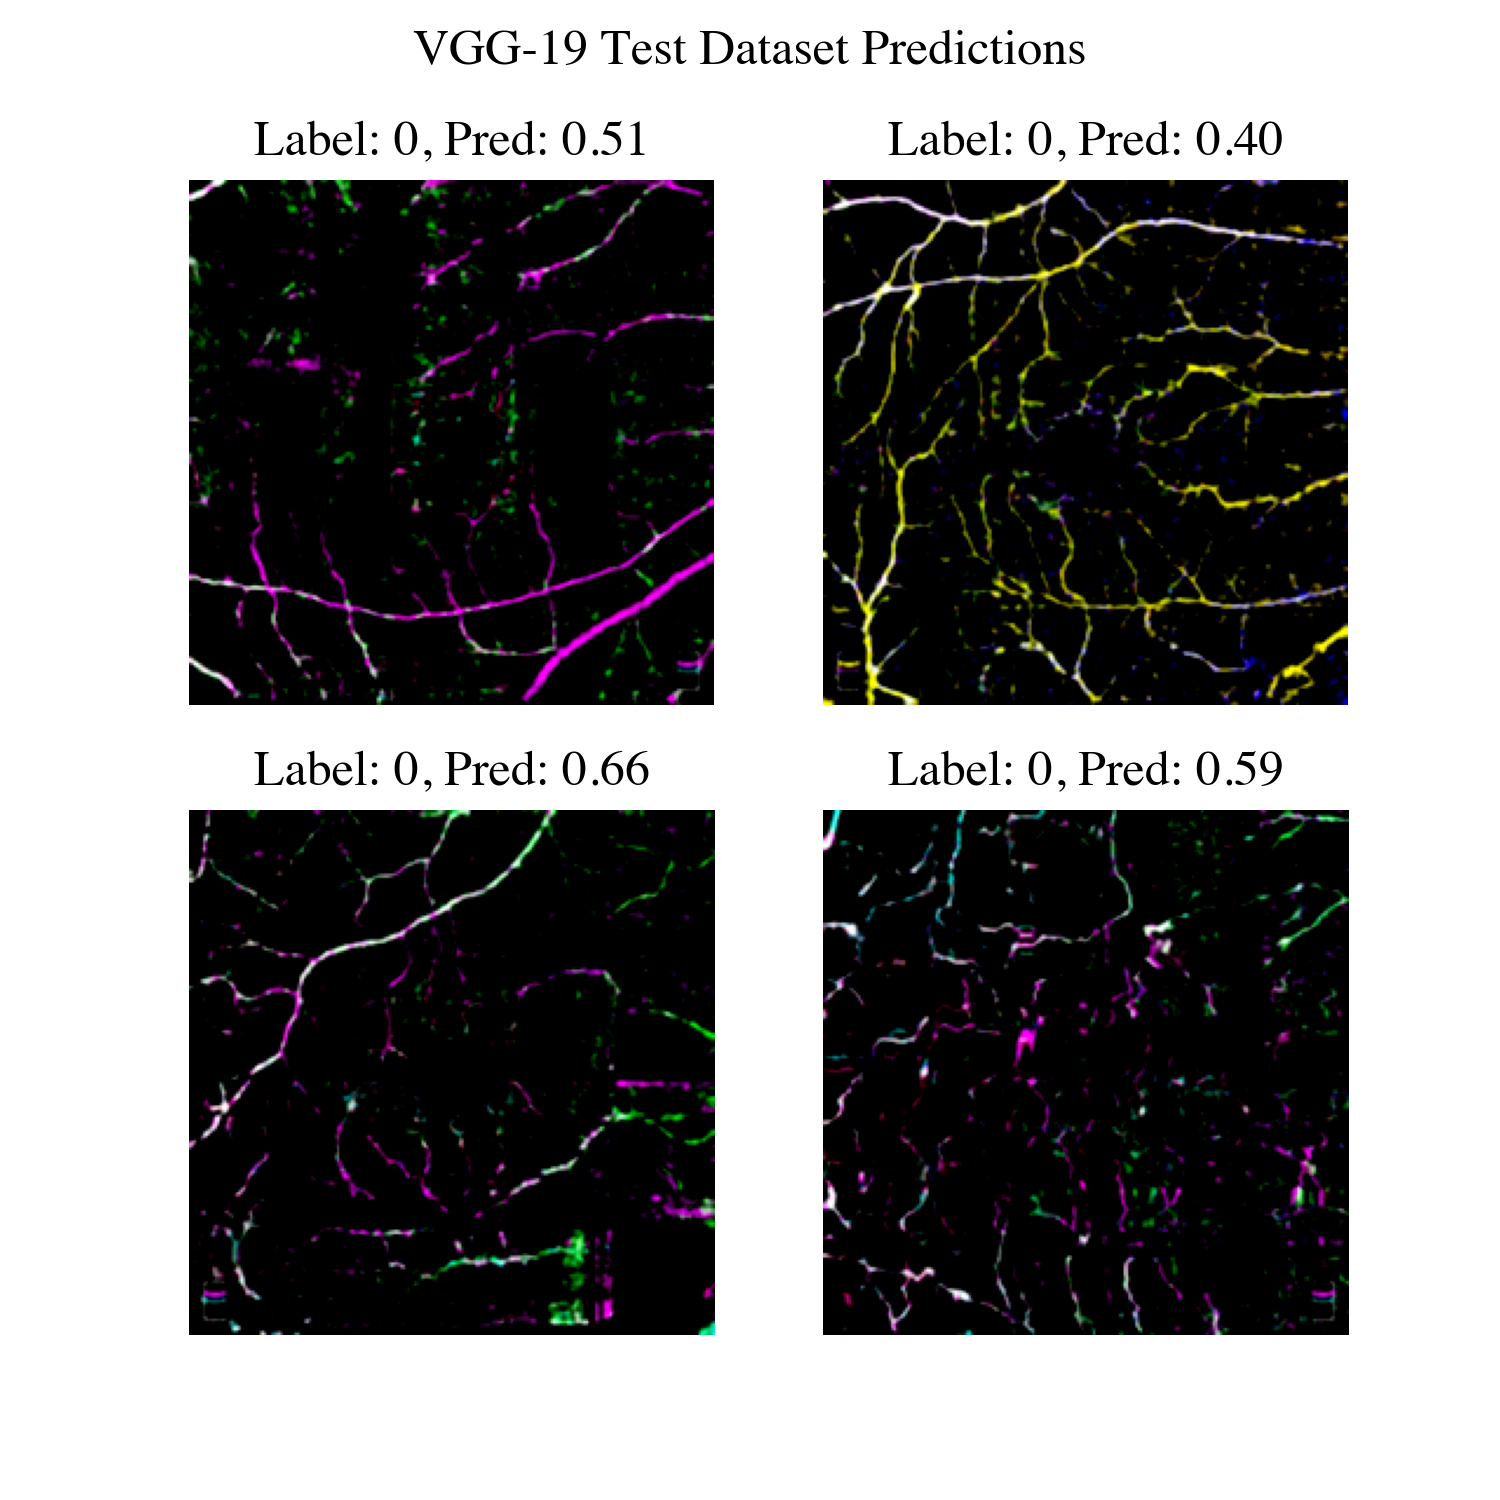 VGG-19 Test Dataset Predictions
Label: 0, Pred: 0.51
Label: 0, Pred: 0.40
Label: 0, Pred: 0.66
Label: 0, Pred: 0.59